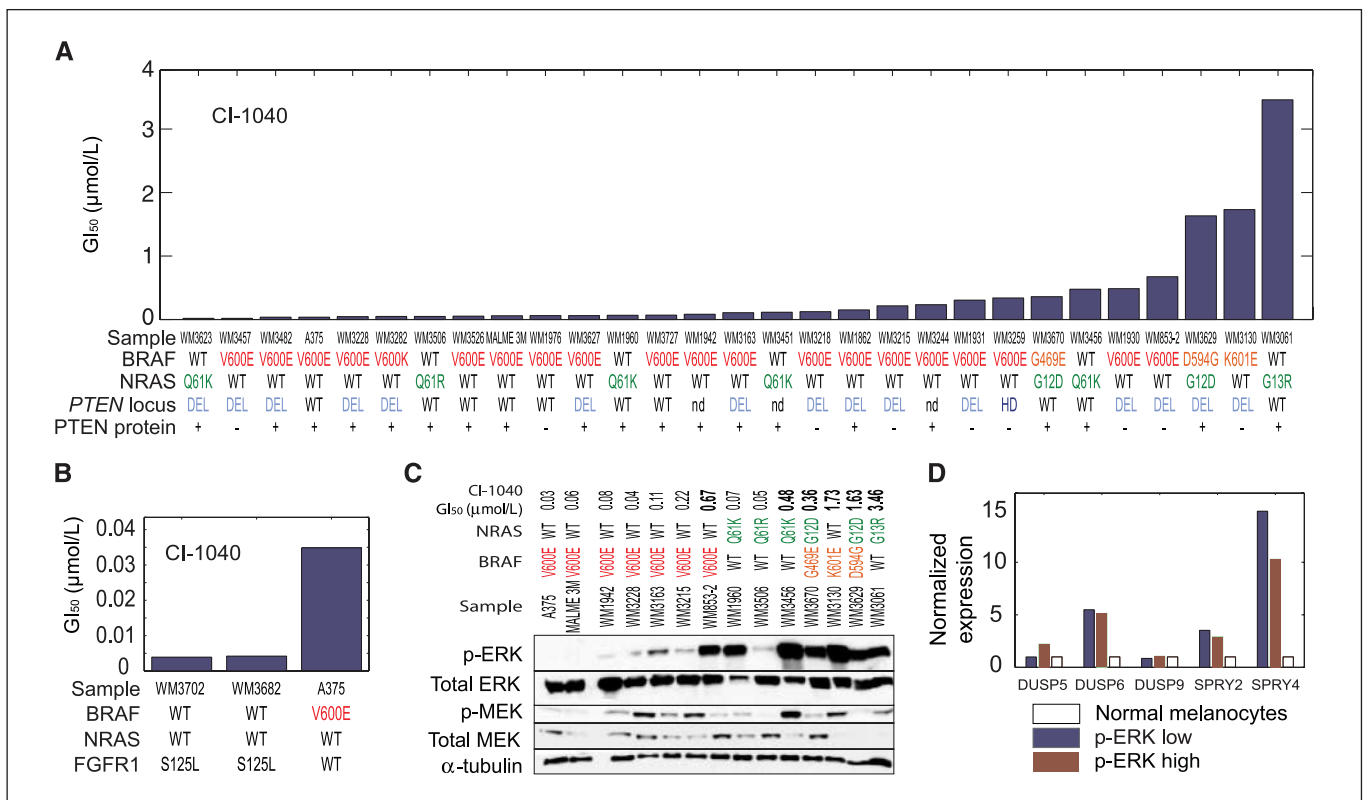 A
4
3
2
1
0
GI50 (µmol/L)
CI-1040
Sample WM3623 WM3457 WM3482 A375 WM3228 WM3282 WM3506 WM3526 MALME 3M WM1976 WM3627 WM1960 WM3727 WM1942 WM3163 WM3451 WM3218 WM1862 WM3215 WM3244 WM1931 WM3259 WM3670 WM3456 WM1930 WM853-2 WM3629 WM3130 WM3061
BRAF WT V600E V600E V600E V600E V600K WT V600E V600E V600E V600E WT V600E V600E V600E WT V600E V600E V600E V600E V600E V600E G469E WT V600E V600E D594G K601E WT
NRAS Q61K WT WT WT WT WT Q61R WT WT WT WT Q61K WT WT WT Q61K WT WT WT WT WT WT G12D Q61K WT WT G12D WT G13R
PTEN locus DEL DEL DEL WT DEL DEL WT WT WT WT DEL WT WT nd DEL nd DEL DEL DEL nd DEL HD WT WT DEL DEL DEL DEL WT
PTEN protein + - + + + + + + + - + + + + + + - + - + - - + + - - + - +
B
0.04
0.03
0.02
0.01
0
GI50 (µmol/L)
CI-1040
Sample WM3702 WM3682 A375
BRAF WT WT V600E
NRAS WT WT WT
FGFR1 S125L S125L WT
C
CI-1040
GI50 (µmol/L) 0.03 0.06 0.08 0.04 0.11 0.22 0.67 0.07 0.05 0.48 0.36 1.73 1.63 3.46
NRAS WT WT WT WT WT WT WT Q61K Q61R Q61K G12D WT G12D G13R
BRAF V600E V600E V600E V600E V600E V600E V600E WT WT WT G469E K601E D594G WT
Sample A375 MALME 3M WM1942 WM3228 WM3163 WM3215 WM853-2 WM1960 WM3506 WM3456 WM3670 WM3130 WM3629 WM3061
p-ERK
Total ERK
p-MEK
Total MEK
α-tubulin
D
15
10
5
0
Normalized
expression
DUSP5 DUSP6 DUSP9 SPRY2 SPRY4
Normal melanocytes
p-ERK low
p-ERK high